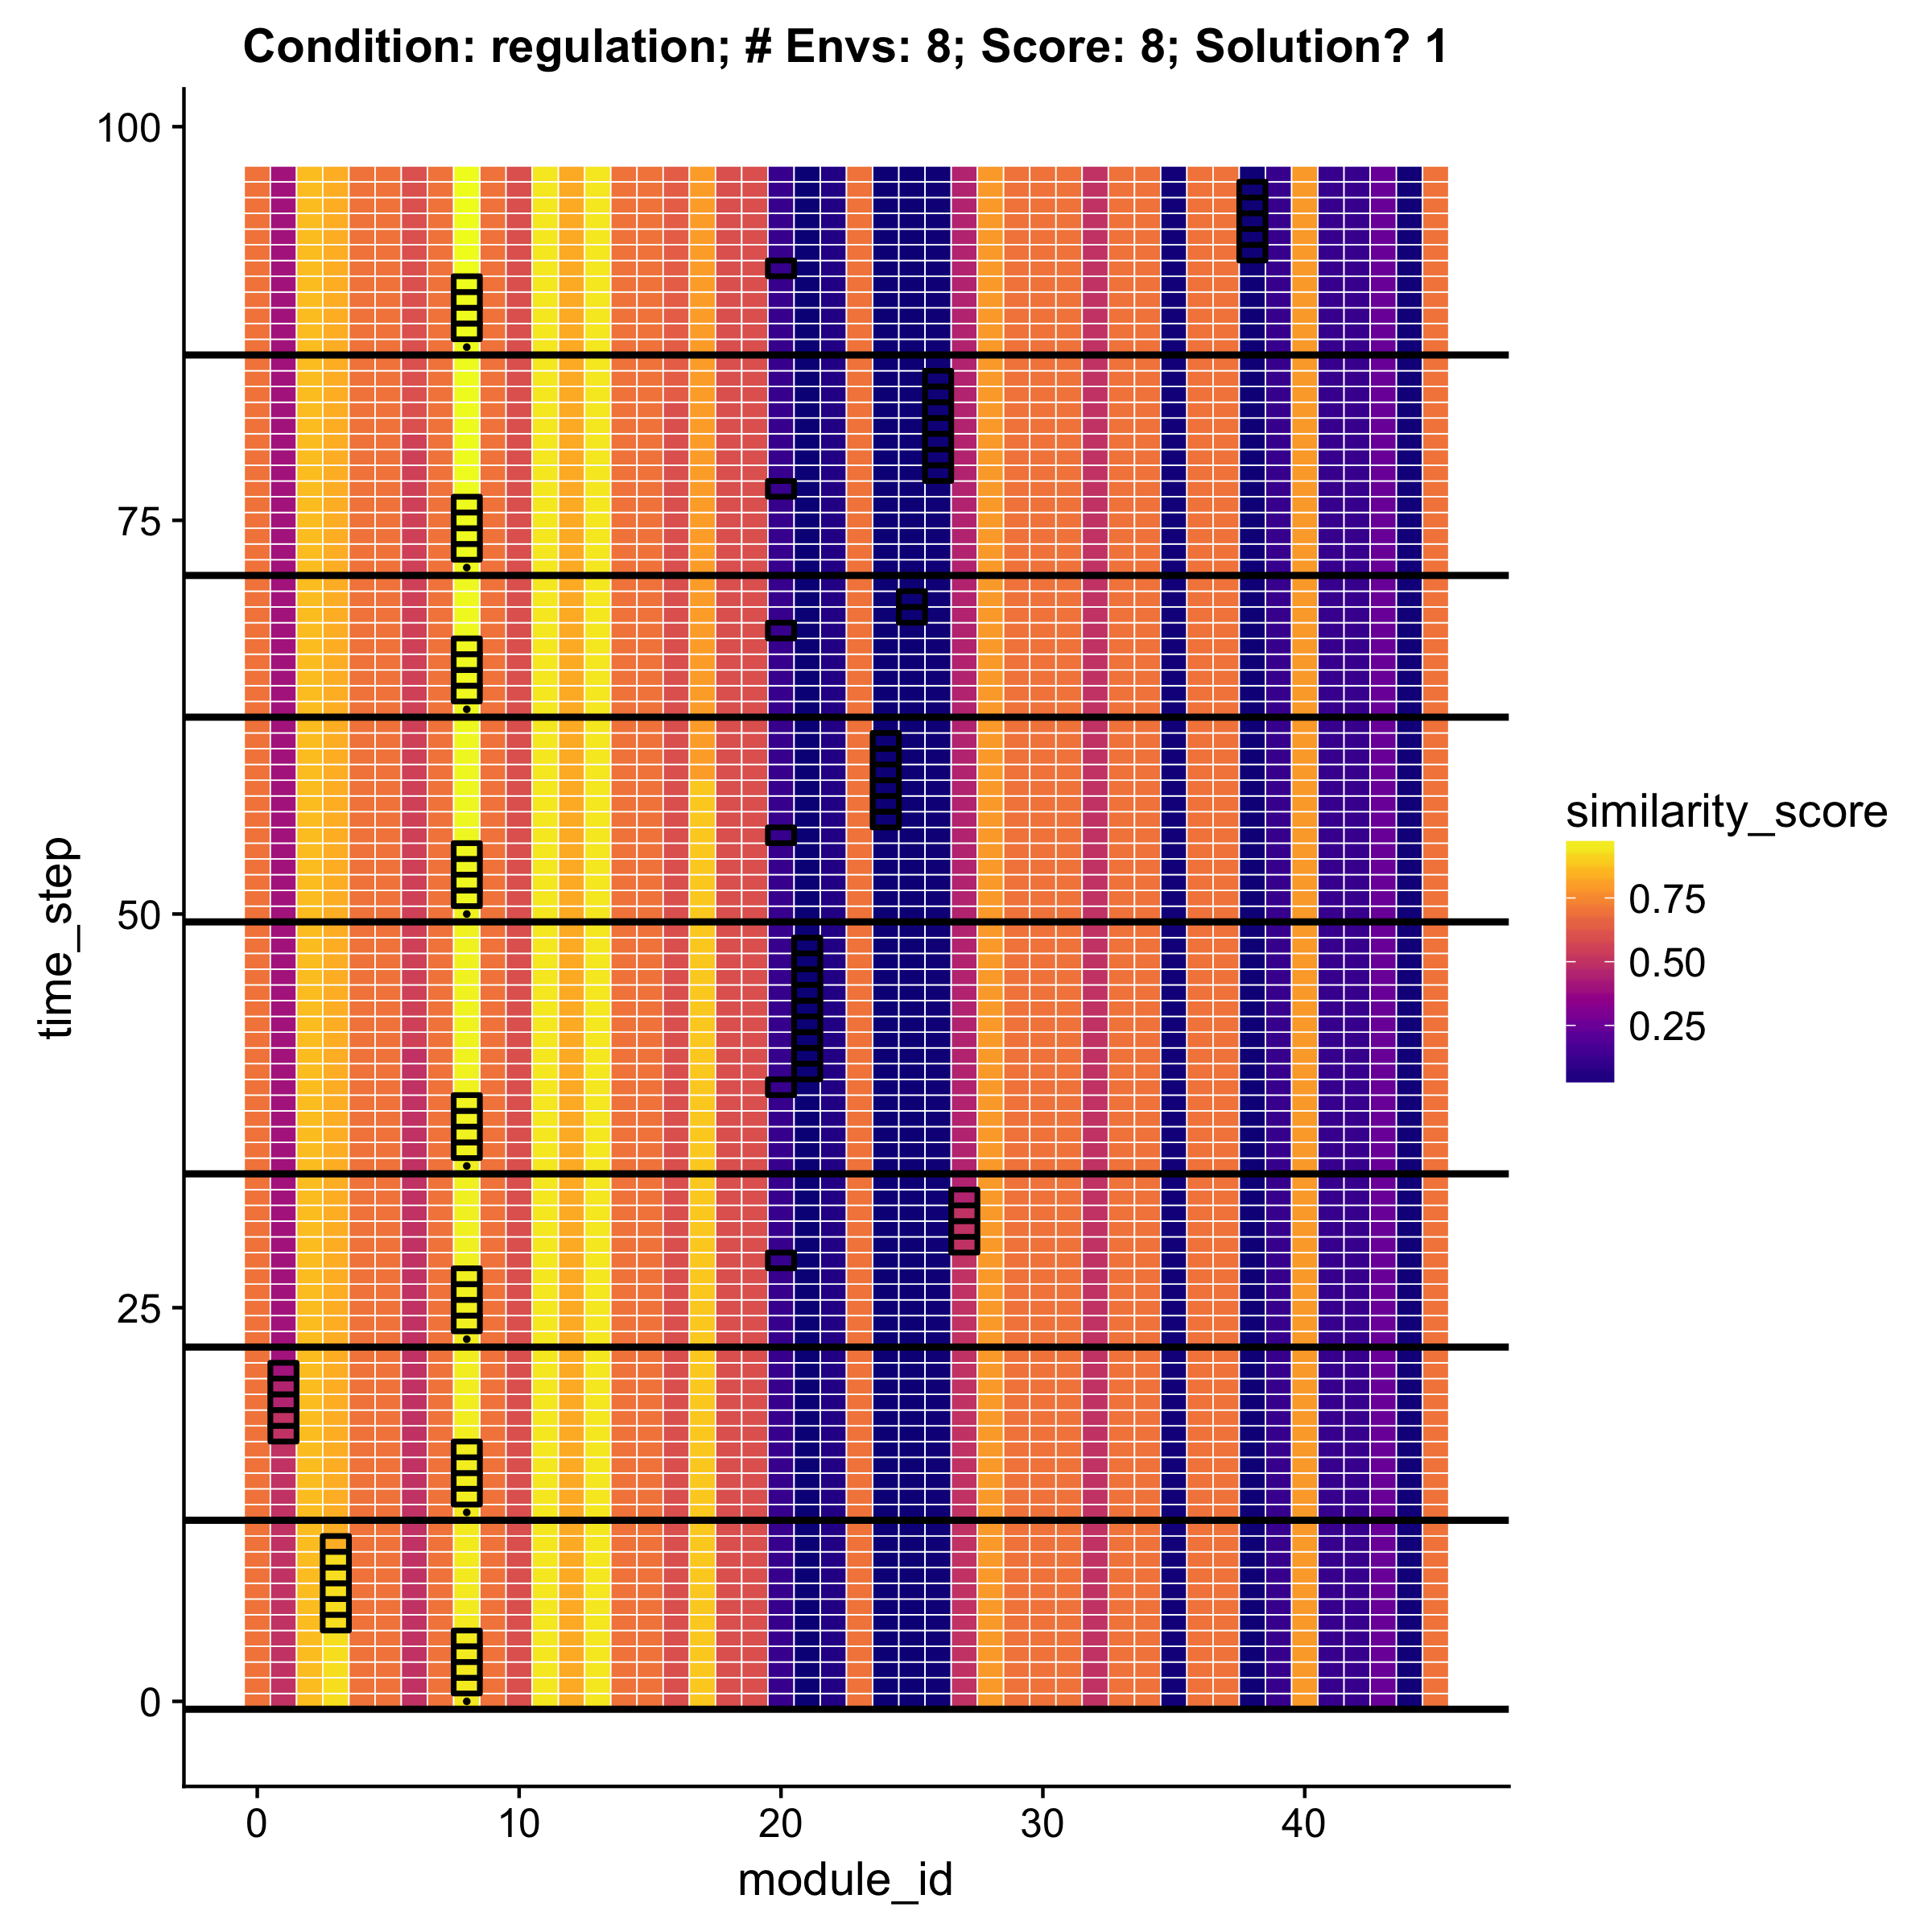 Condition: regulation; # Envs: 8; Score: 8; Solution? 1
100
75
50
25
0
time_step
0 10 20 30 40
module_id
similarity_score
0.75
0.50
0.25